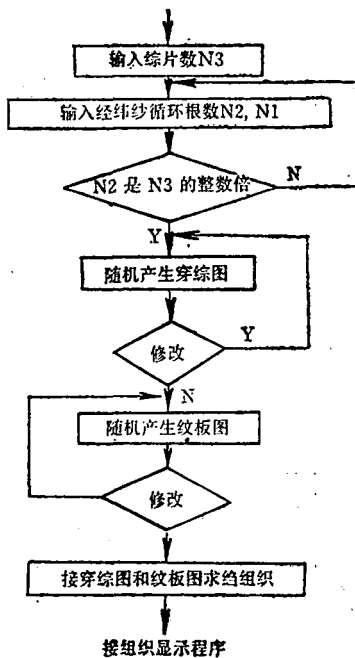 输入综片数N3
输入经纬纱循环根数N2, N1
N2 是 N3 的整数倍
N
Y
随机产生穿综图
修改
Y
N
随机产生纹板图
修改
按穿综图和纹板图求绉组织
接组织显示程序